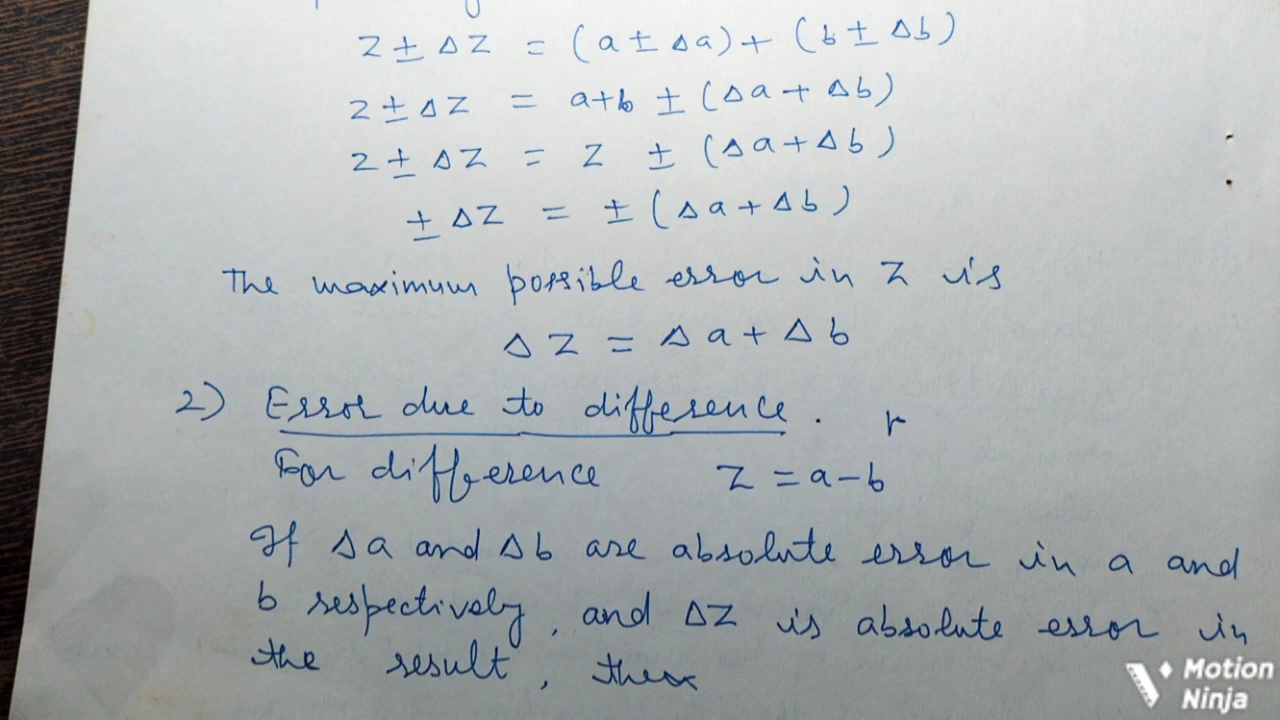 Z ± ΔZ = (a ± Δa) + (b ± Δb)
Z ± ΔZ = a+b ± (Δa + Δb)
Z ± ΔZ = Z ± (Δa + Δb)
± ΔZ = ± (Δa + Δb)
The maximum possible error in Z is
ΔZ = Δa + Δb
2) Error due to difference.
For difference Z = a - b
If Δa and Δb are absolute error in a and
b respectively, and ΔZ is absolute error in
the result, then
Motion
Ninja